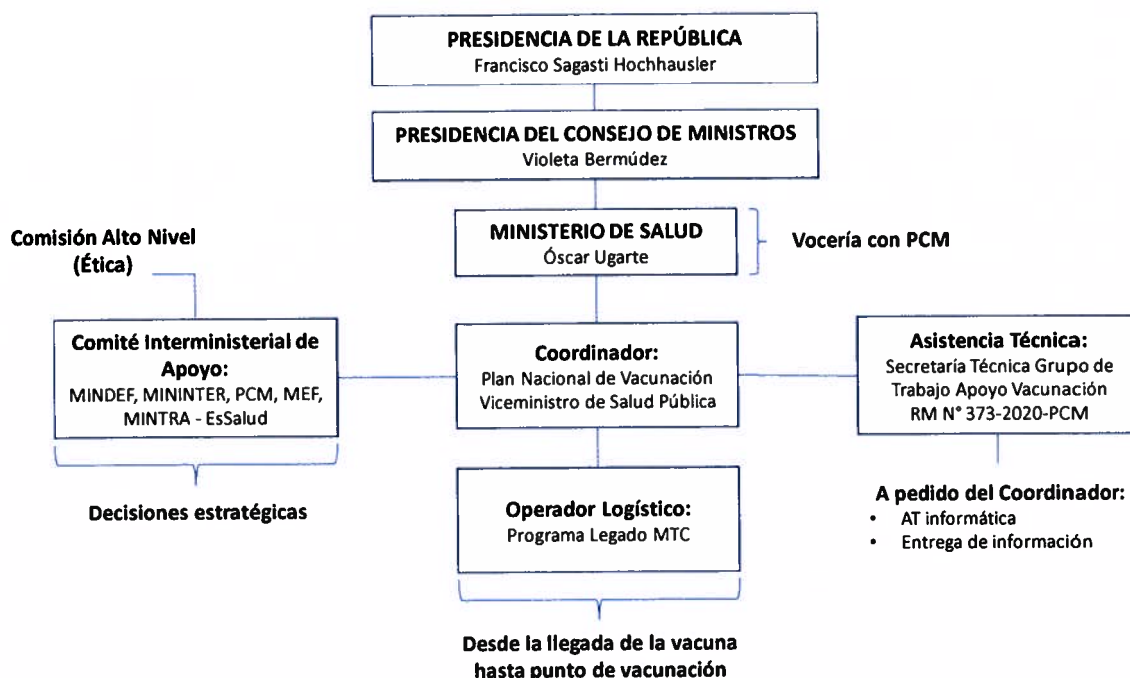 PRESIDENCIA DE LA REPÚBLICA
Francisco Sagasti Hochhausler
PRESIDENCIA DEL CONSEJO DE MINISTROS
Violeta Bermúdez
MINISTERIO DE SALUD
Óscar Ugarte
Vocería con PCM
Comisión Alto Nivel
(Ética)
Comité Interministerial de
Apoyo:
MINDEF, MININTER, PCM, MEF,
MINTRA - EsSalud
Decisiones estratégicas
Coordinador:
Plan Nacional de Vacunación
Viceministro de Salud Pública
Asistencia Técnica:
Secretaría Técnica Grupo de
Trabajo Apoyo Vacunación
RM N° 373-2020-PCM
A pedido del Coordinador:
• AT informática
• Entrega de información
Operador Logístico:
Programa Legado MTC
Desde la llegada de la vacuna
hasta punto de vacunación